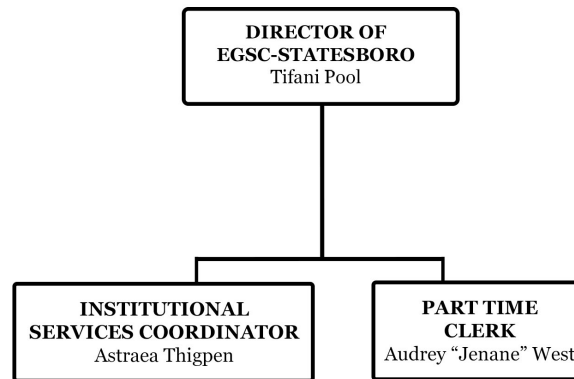 DIRECTOR OF
EGSC-STATESBORO
Tifani Pool
INSTITUTIONAL
SERVICES COORDINATOR
Astraea Thigpen
PART TIME
CLERK
Audrey “Jenane” West